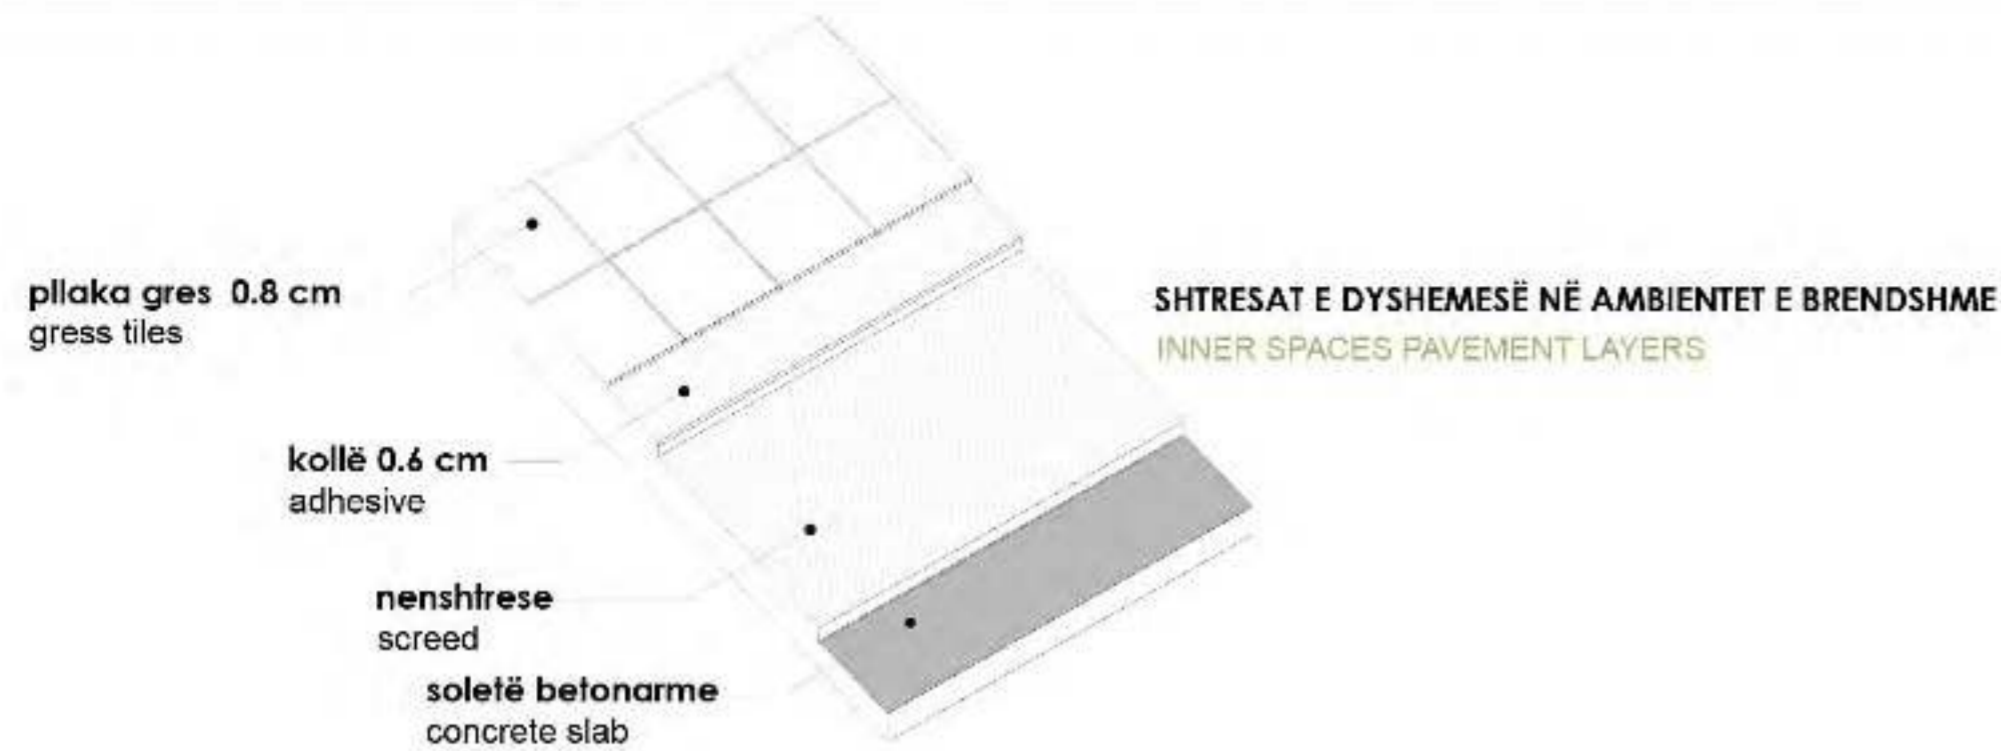 pllaka gres 0.8 cm
gress tiles
SHTRESAT E DYSHEMESË NË AMBIENTET E BRENDSHME
INNER SPACES PAVEMENT LAYERS
kollë 0.6 cm
adhesive
nenshtrese
screed
soletë betonarme
concrete slab